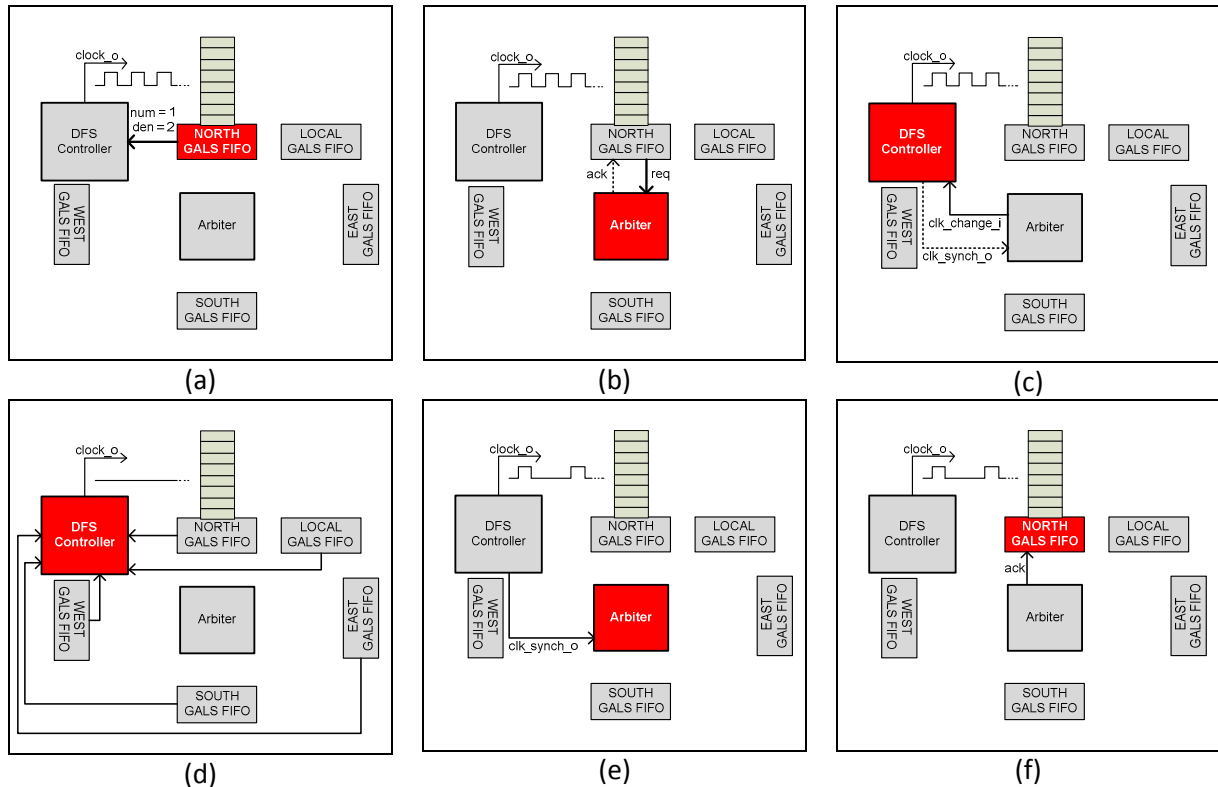 clock_o
num = 1
den = 2
DFS
Controller
NORTH
GALS FIFO
LOCAL
GALS FIFO
WEST
GALS FIFO
Arbiter
EAST
GALS FIFO
SOUTH
GALS FIFO
(a)
clock_o
DFS
Controller
NORTH
GALS FIFO
LOCAL
GALS FIFO
ack
req
WEST
GALS FIFO
Arbiter
EAST
GALS FIFO
SOUTH
GALS FIFO
(b)
clock_o
DFS
Controller
NORTH
GALS FIFO
LOCAL
GALS FIFO
WEST
GALS FIFO
clk_change_i
Arbiter
EAST
GALS FIFO
clk_synch_o
SOUTH
GALS FIFO
(c)
clock_o
DFS
Controller
NORTH
GALS FIFO
LOCAL
GALS FIFO
WEST
GALS FIFO
Arbiter
EAST
GALS FIFO
SOUTH
GALS FIFO
(d)
clock_o
DFS
Controller
NORTH
GALS FIFO
LOCAL
GALS FIFO
WEST
GALS FIFO
Arbiter
EAST
GALS FIFO
clk_synch_o
SOUTH
GALS FIFO
(e)
clock_o
DFS
Controller
NORTH
GALS FIFO
LOCAL
GALS FIFO
ack
WEST
GALS FIFO
Arbiter
EAST
GALS FIFO
SOUTH
GALS FIFO
(f)